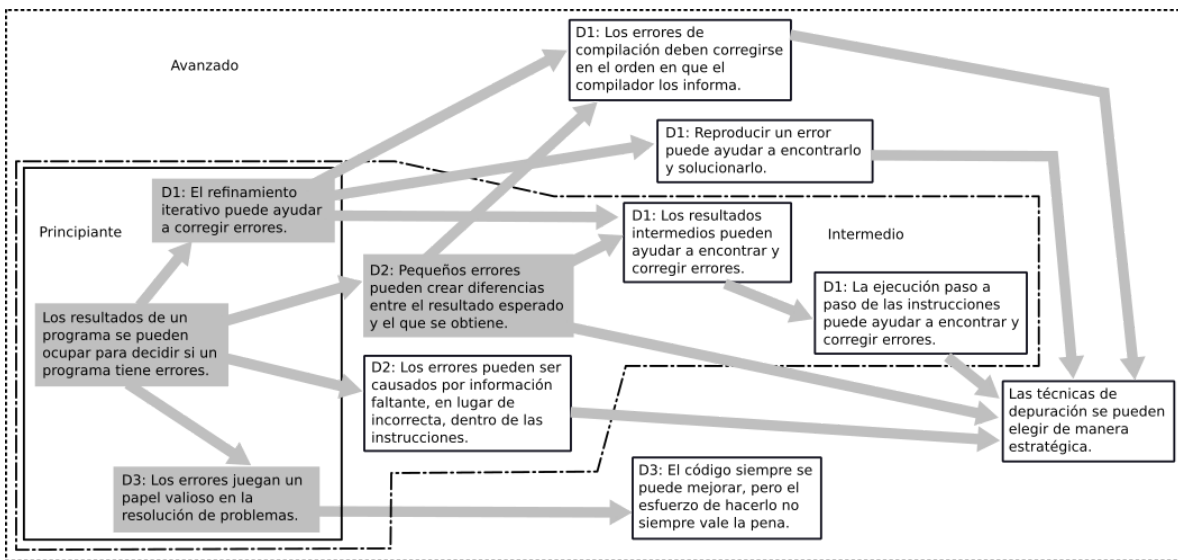 Avanzado
D1: Los errores de
compilación deben corregirse
en el orden en que el
compilador los informa.
D1: Reproducir un error
puede ayudar a encontrarlo
y solucionarlo.
Principiante
D1: El refinamiento
iterativo puede ayudar
a corregir errores.
D1: Los resultados
intermedios pueden
ayudar a encontrar y
corregir errores.
Intermedio
D2: Pequeños errores
pueden crear diferencias
entre el resultado esperado
y el que se obtiene.
D1: La ejecución paso a
paso de las instrucciones
puede ayudar a encontrar y
corregir errores.
Los resultados de un
programa se pueden
ocupar para decidir si un
programa tiene errores.
D2: Los errores pueden ser
causados por información
faltante, en lugar de
incorrecta, dentro de las
instrucciones.
Las técnicas de
depuración se pueden
elegir de manera
estratégica.
D3: Los errores juegan un
papel valioso en la
resolución de problemas.
D3: El código siempre se
puede mejorar, pero el
esfuerzo de hacerlo no
siempre vale la pena.